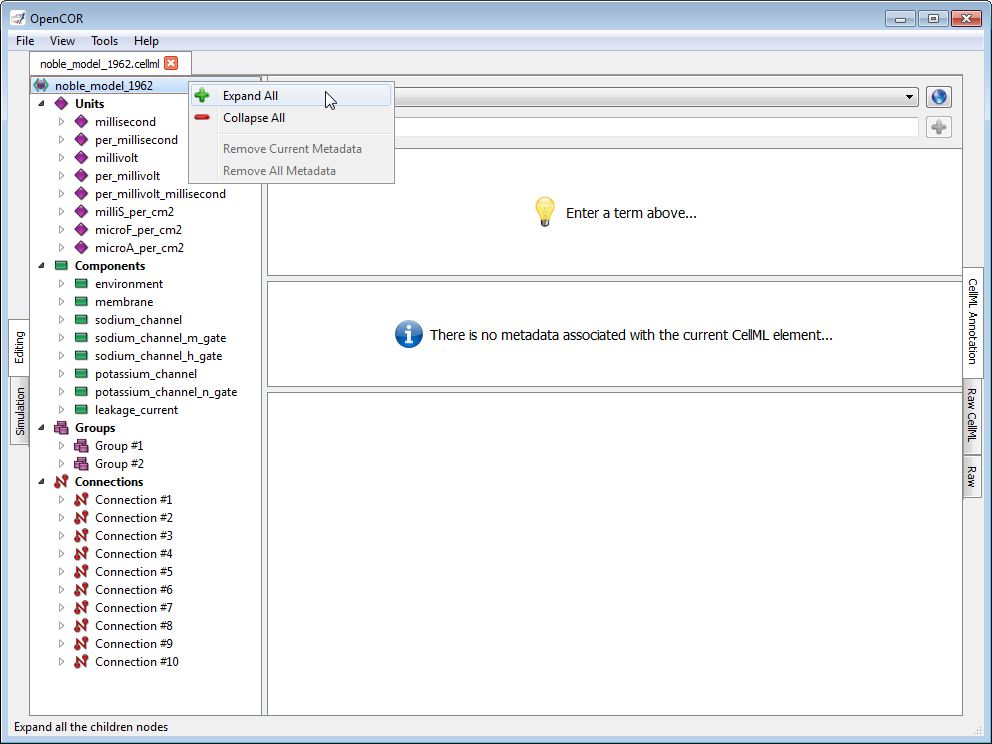 OpenCOR
File View Tools Help
noble_model_1962.cellml
noble_model_1962
Expand All
Collapse All
Remove Current Metadata
Remove All Metadata
Units
millisecond
per_millisecond
millivolt
per_millivolt
per_millivolt_millisecond
milliS_per_cm2
microF_per_cm2
microA_per_cm2
Components
environment
membrane
sodium_channel
sodium_channel_m_gate
sodium_channel_h_gate
potassium_channel
potassium_channel_n_gate
leakage_current
Groups
Group #1
Group #2
Connections
Connection #1
Connection #2
Connection #3
Connection #4
Connection #5
Connection #6
Connection #7
Connection #8
Connection #9
Connection #10
Editing
Simulation
Enter a term above...
There is no metadata associated with the current CellML element...
CellML Annotation
Raw CellML
Raw
Expand all the children nodes